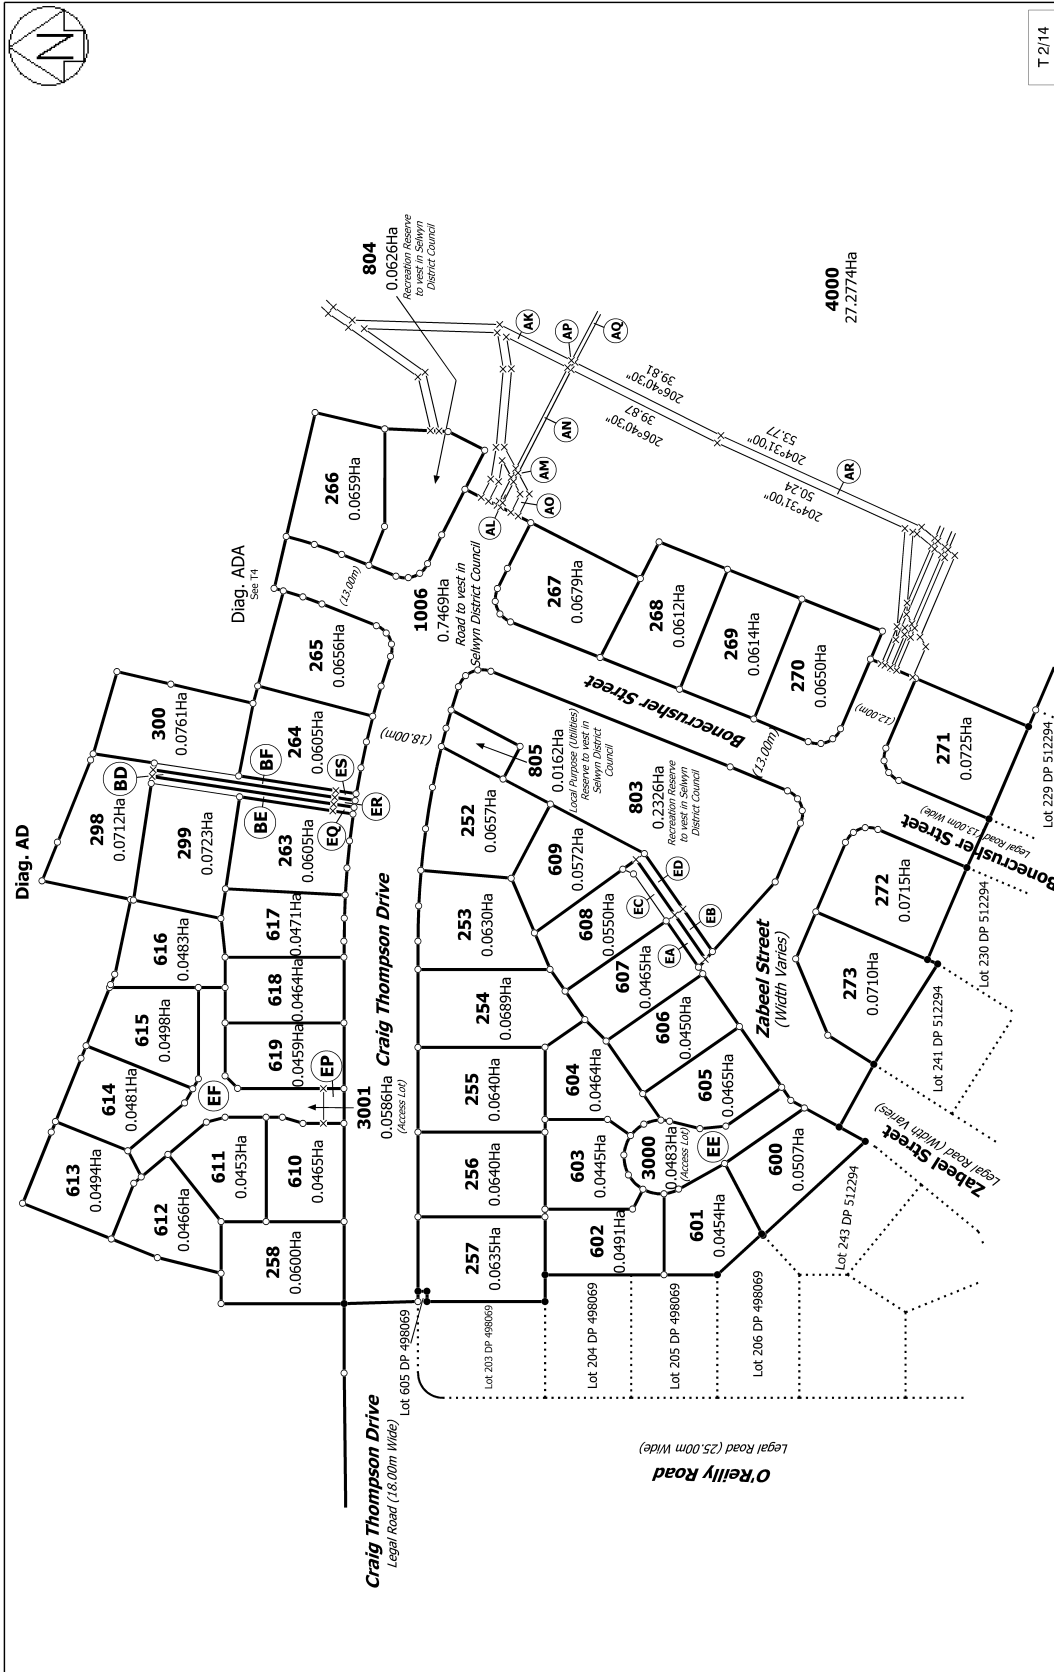 N
T 2/14
Diag. AD
Diag. ADA
See T4
804
0.0626Ha
Recreation Reserve
to vest in Selwyn
District Council
4000
27.2774Ha
266
0.0659Ha
265
0.0656Ha
(13.00m)
1006
0.7469Ha
Road to vest in
Selwyn District Council
300
0.0761Ha
264
0.0605Ha
(18.00m)
298
0.0712Ha
299
0.0723Ha
263
0.0605Ha
BD
BF
BE
ES
ER
EQ
616
0.0483Ha
617
0.0471Ha
618
0.0464Ha
619
0.0459Ha
615
0.0498Ha
614
0.0481Ha
613
0.0494Ha
612
0.0466Ha
611
0.0453Ha
610
0.0465Ha
258
0.0600Ha
EF
EP
3001
0.0586Ha
(Access Lot)
Craig Thompson Drive
Craig Thompson Drive
Legal Road (18.00m Wide)
AK
AP
AQ
AN
AM
AO
AL
AR
206°40'30"
39.81
206°40'30"
39.87
204°31'00"
53.77
204°31'00"
50.24
267
0.0679Ha
268
0.0612Ha
269
0.0614Ha
270
0.0650Ha
271
0.0725Ha
(12.00m)
Bonecrusher Street
(13.00m)
Bonecrusher Street
Legal Road (13.00m Wide)
805
0.0162Ha
Local Purpose (Utilities)
Reserve to vest in
Selwyn District
Council
803
0.2326Ha
Recreation Reserve
to vest in Selwyn
District Council
252
0.0657Ha
253
0.0630Ha
254
0.0689Ha
255
0.0640Ha
256
0.0640Ha
257
0.0635Ha
609
0.0572Ha
608
0.0550Ha
607
0.0465Ha
606
0.0450Ha
605
0.0465Ha
604
0.0464Ha
603
0.0445Ha
602
0.0491Ha
601
0.0454Ha
600
0.0507Ha
3000
0.0483Ha
(Access Lot)
EE
ED
EC
EB
EA
Zabeel Street
(Width Varies)
272
0.0715Ha
273
0.0710Ha
Zabeel Street
Legal Road (Width Varies)
Lot 229 DP 512294
Lot 230 DP 512294
Lot 241 DP 512294
Lot 243 DP 512294
Lot 605 DP 498069
Lot 203 DP 498069
Lot 204 DP 498069
Lot 205 DP 498069
Lot 206 DP 498069
O'Reilly Road
Legal Road (25.00m Wide)